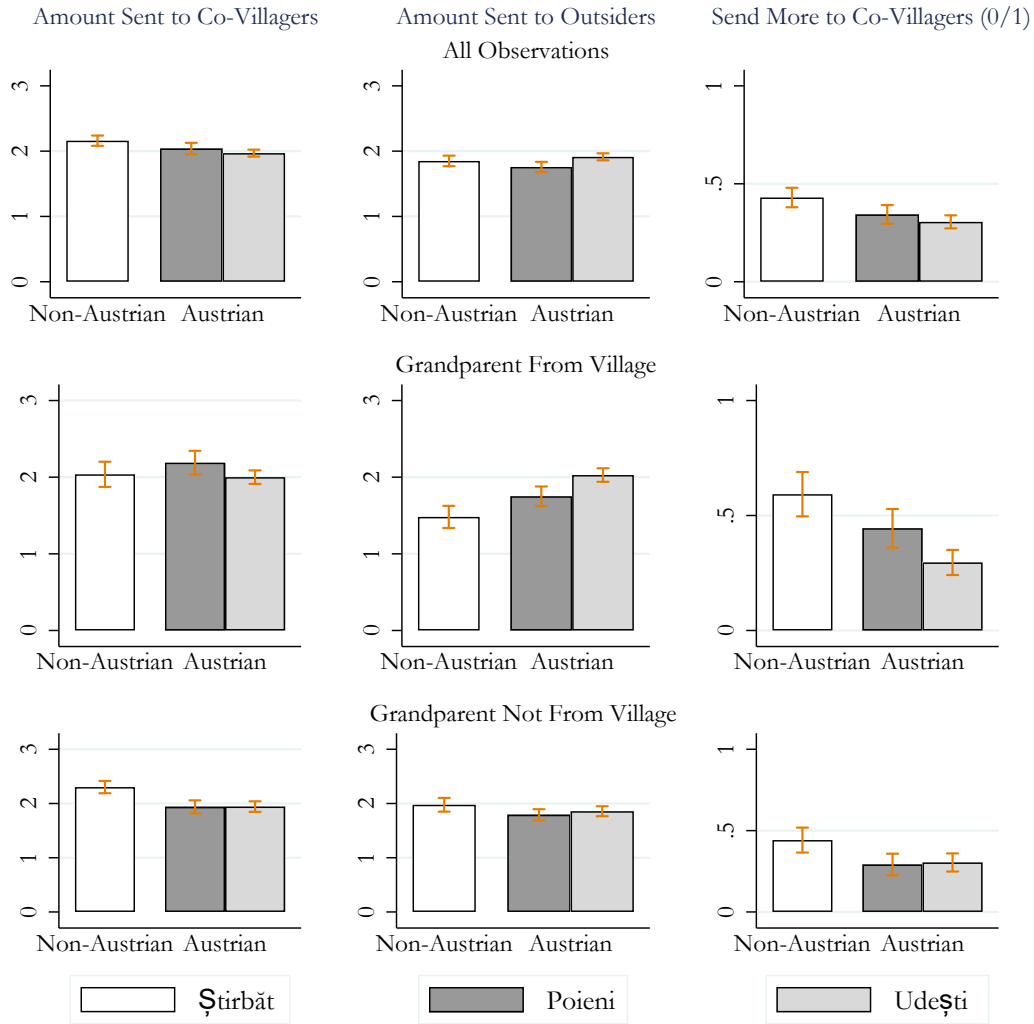 Amount Sent to Co-Villagers Amount Sent to Outsiders Send More to Co-Villagers (0/1)
All Observations
3 3 1
2 2 .5
1 1
0 0 0
Non-Austrian Austrian Non-Austrian Austrian Non-Austrian Austrian
Grandparent From Village
3 3 1
2 2 .5
1 1
0 0 0
Non-Austrian Austrian Non-Austrian Austrian Non-Austrian Austrian
Grandparent Not From Village
3 3 1
2 2 .5
1 1
0 0 0
Non-Austrian Austrian Non-Austrian Austrian Non-Austrian Austrian
Știrbăt Poieni Udești